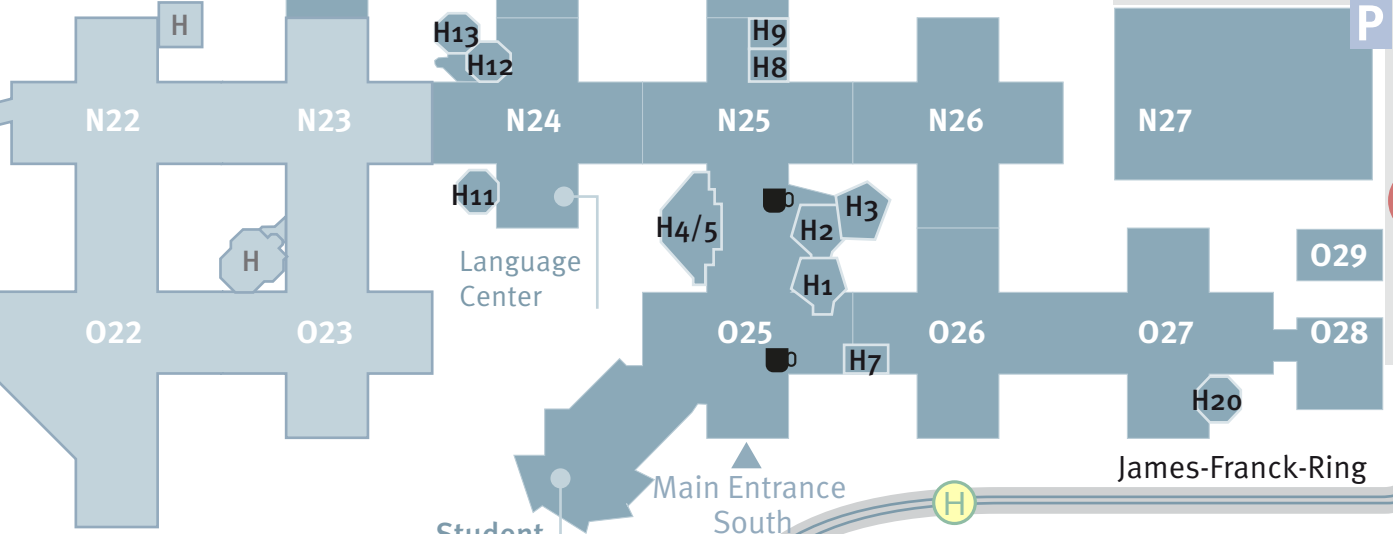 P
H
H13
H12
H9
H8
N22
N23
N24
N25
N26
N27
H11
H3
H4/5
H2
H
Language
Center
H1
O29
O22
O23
O25
O26
O27
O28
H7
H20
James-Franck-Ring
Main Entrance
South
H
Student